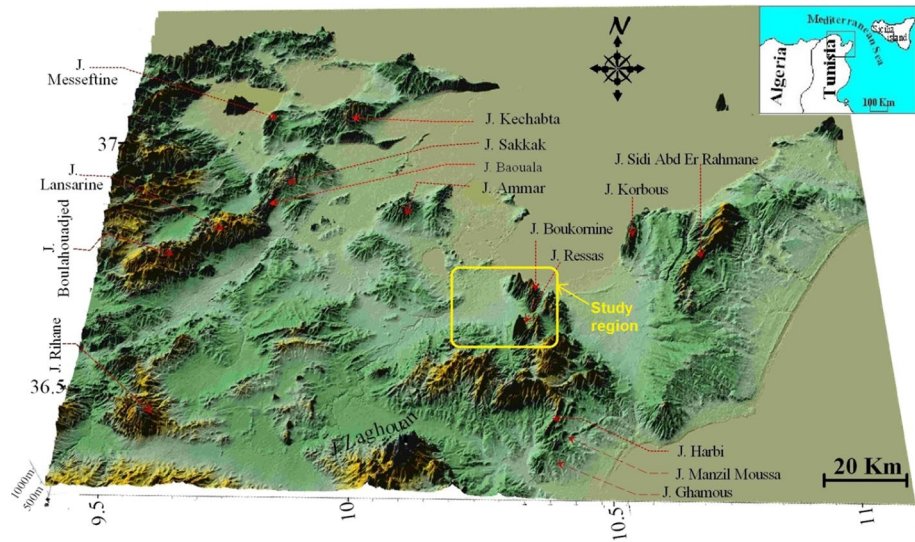 N
Mediterranean Sea
Sicilia
island
Algeria
Tunisia
100 Km
J.
Messeftine
J. Kechabta
37
J. Sakkak
J. Baouala
J. Sidi Abd Er Rahmane
J.
Lansarine
J. Ammar
J. Korbous
J. Boukornine
J.
Boulahouadjed
J. Ressas
Study
region
J. Rihane
36.5
J.Zaghouan
J. Harbi
J. Manzil Moussa
J. Ghamous
20 Km
1000m
500m
9.5
10
10.5
11